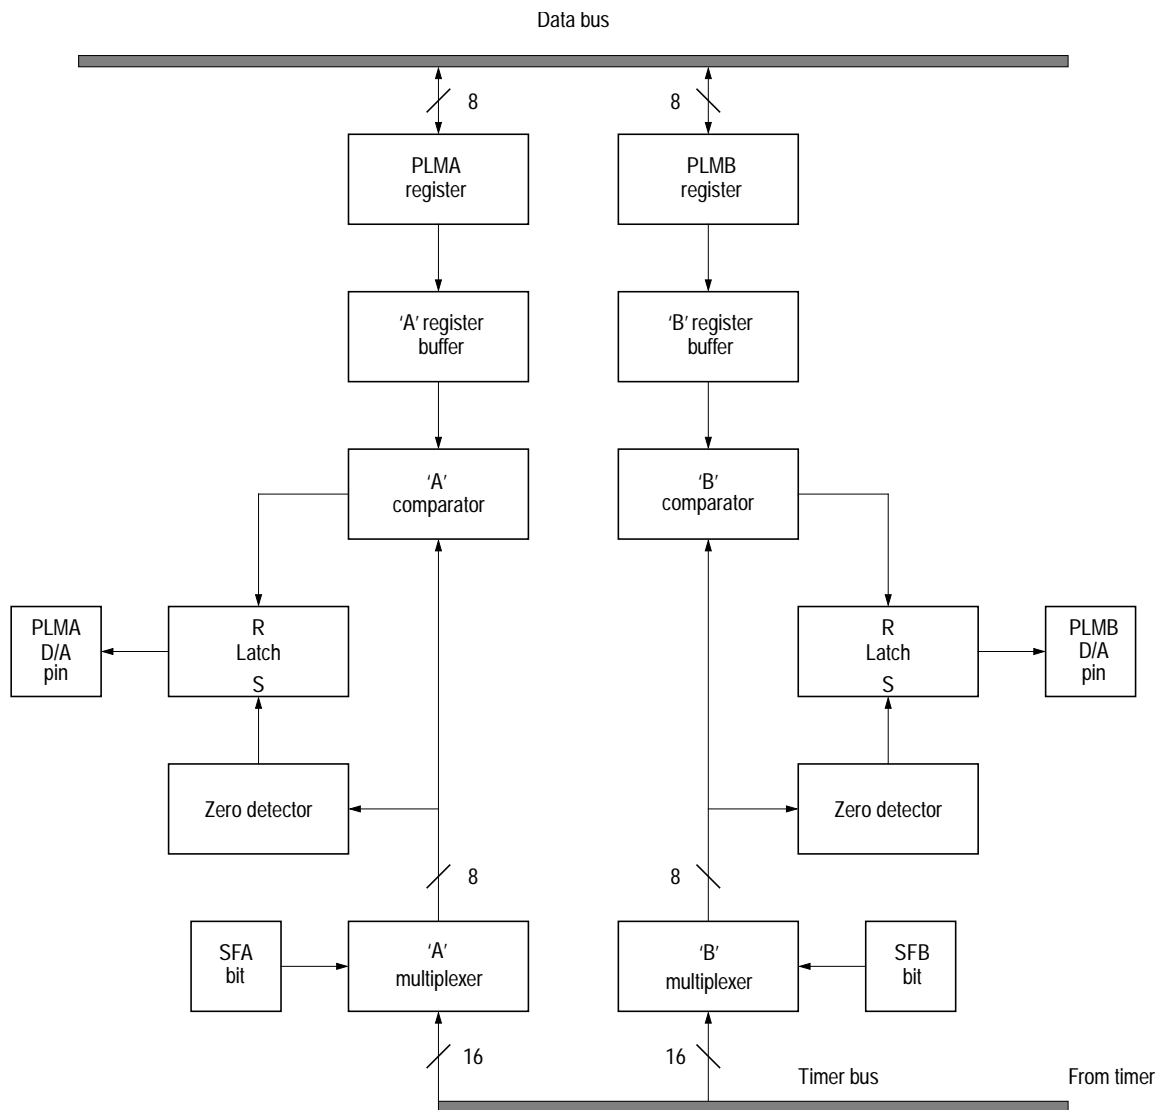 Data bus
8
8
PLMA
register
PLMB
register
‘A’ register
buffer
‘B’ register
buffer
‘A’
comparator
‘B’
comparator
PLMA
D/A
pin
R
Latch
S
R
Latch
S
PLMB
D/A
pin
Zero detector
Zero detector
8
8
SFA
bit
‘A’
multiplexer
‘B’
multiplexer
SFB
bit
16
16
Timer bus
From timer